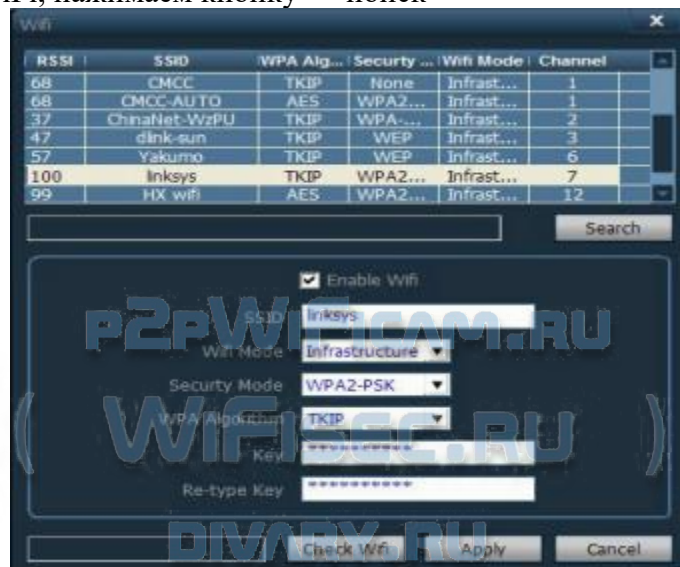 нажимаем кнопку — поиск
Wifi
RSSI SSID WPA Alg... Securty ... Wifi Mode Channel
68 CMCC TKIP None Infrast... 1
68 CMCC-AUTO AES WPA2... Infrast... 1
37 ChinaNet-WzPU TKIP WPA-... Infrast... 2
47 dlink-sun TKIP WEP Infrast... 3
57 Yakumo TKIP WEP Infrast... 6
100 linksys TKIP WPA2... Infrast... 7
99 HX wifi AES WPA2... Infrast... 12
Search
Enable Wifi
SSID linksys
P2PWIFICAM.RU
Wifi Mode Infrastructure
Securty Mode WPA2-PSK
WPA Algorithm TKIP
(WIFISEC.RU)
Key **********
Re-type Key **********
DIVARY.RU
Check Wifi Apply Cancel